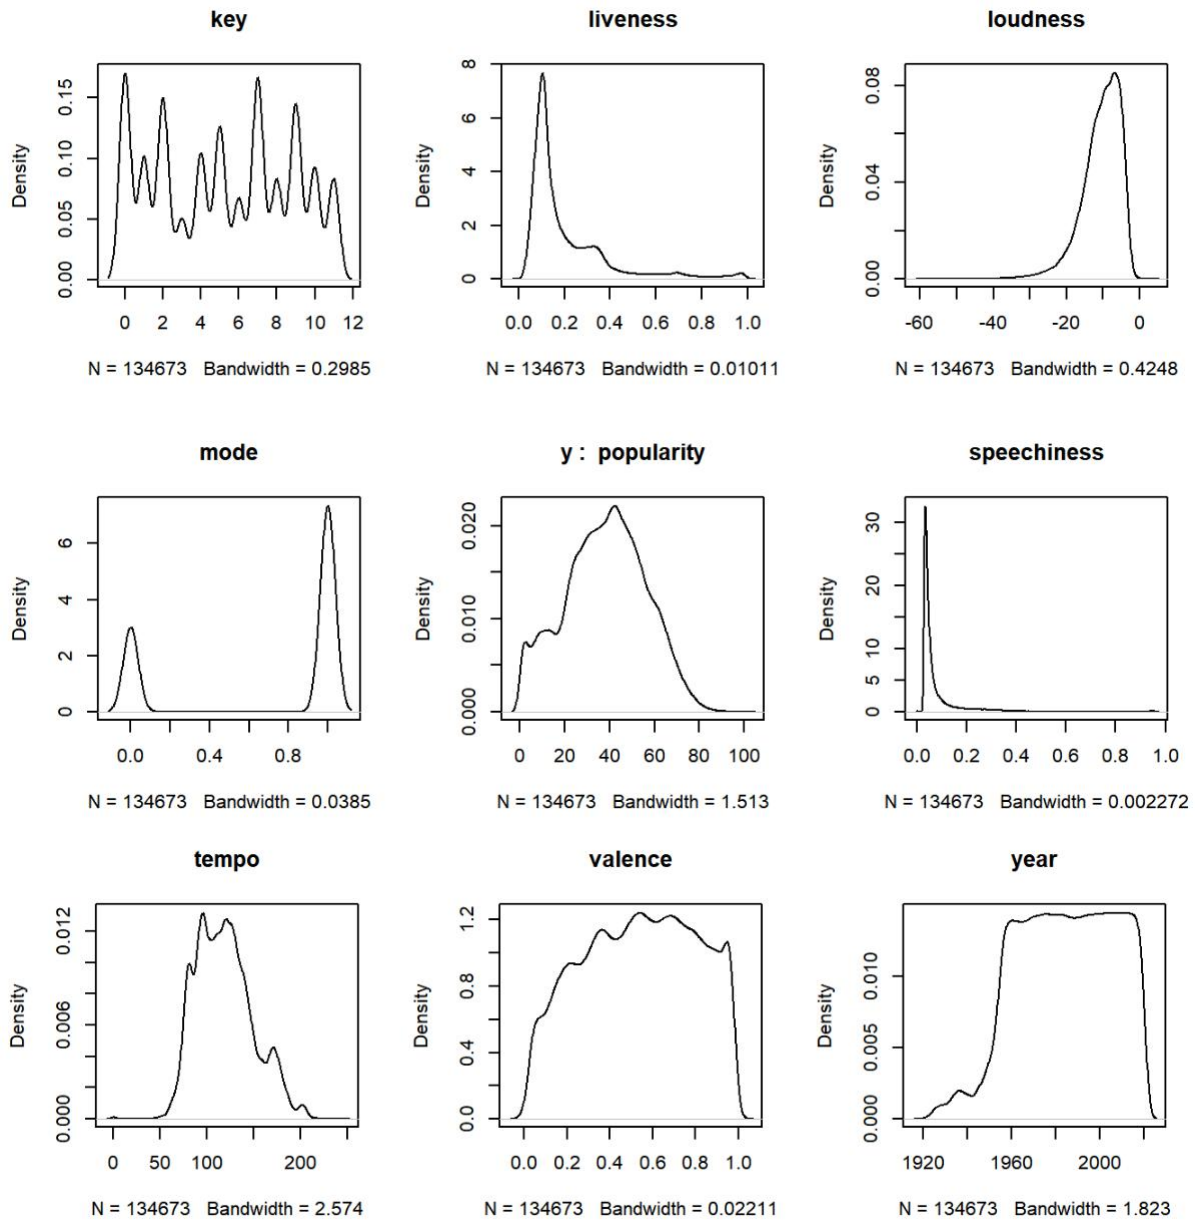 key
liveness
loudness
Density
0.00 0.05 0.10 0.15
0 2 4 6 8 10 12
N = 134673 Bandwidth = 0.2985
Density
0 2 4 6 8
0.0 0.2 0.4 0.6 0.8 1.0
N = 134673 Bandwidth = 0.01011
Density
0.00 0.04 0.08
-60 -40 -20 0
N = 134673 Bandwidth = 0.4248
mode
y : popularity
speechiness
Density
0 2 4 6
0.0 0.4 0.8
N = 134673 Bandwidth = 0.0385
Density
0.000 0.010 0.020
0 20 40 60 80 100
N = 134673 Bandwidth = 1.513
Density
0 5 10 20 30
0.0 0.2 0.4 0.6 0.8 1.0
N = 134673 Bandwidth = 0.002272
tempo
valence
year
Density
0.000 0.006 0.012
0 50 100 200
N = 134673 Bandwidth = 2.574
Density
0.0 0.4 0.8 1.2
0.0 0.2 0.4 0.6 0.8 1.0
N = 134673 Bandwidth = 0.02211
Density
0.000 0.005 0.010
1920 1960 2000
N = 134673 Bandwidth = 1.823